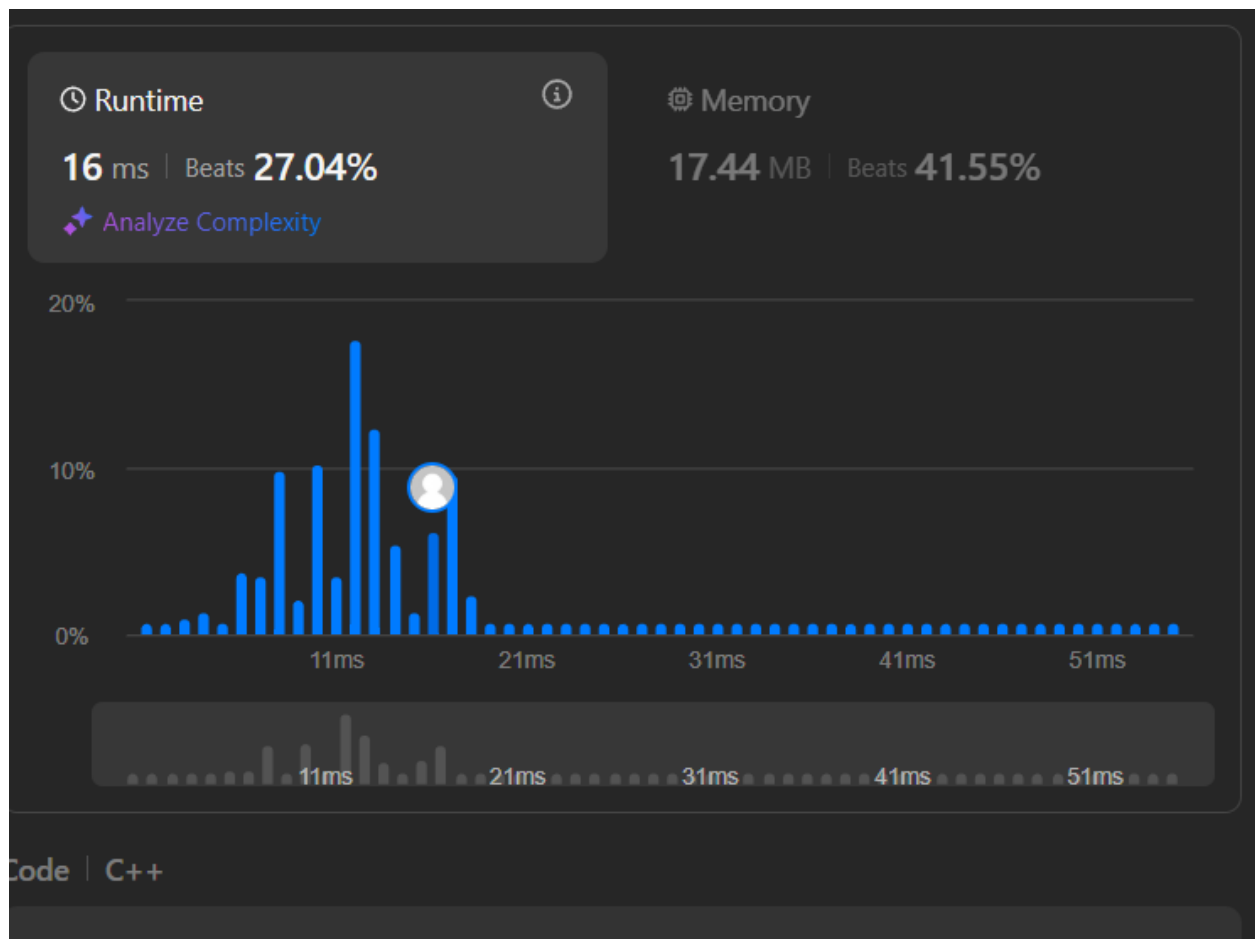 Runtime
16 ms | Beats 27.04%
Analyze Complexity
Memory
17.44 MB | Beats 41.55%
20%
10%
0%
11ms 21ms 31ms 41ms 51ms
11ms 21ms 31ms 41ms 51ms
Code | C++